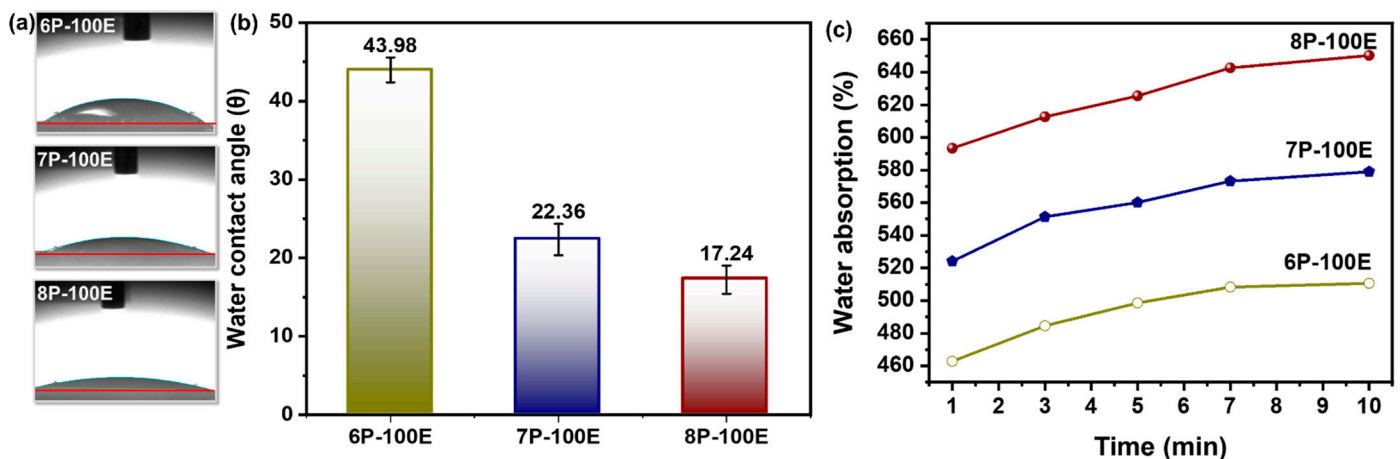 (a)
6P-100E
7P-100E
8P-100E
(b)
Water contact angle (θ)
50
40
30
20
10
0
43.98
22.36
17.24
6P-100E
7P-100E
8P-100E
(c)
Water absorption (%)
660
640
620
600
580
560
540
520
500
480
460
8P-100E
7P-100E
6P-100E
1 2 3 4 5 6 7 8 9 10
Time (min)